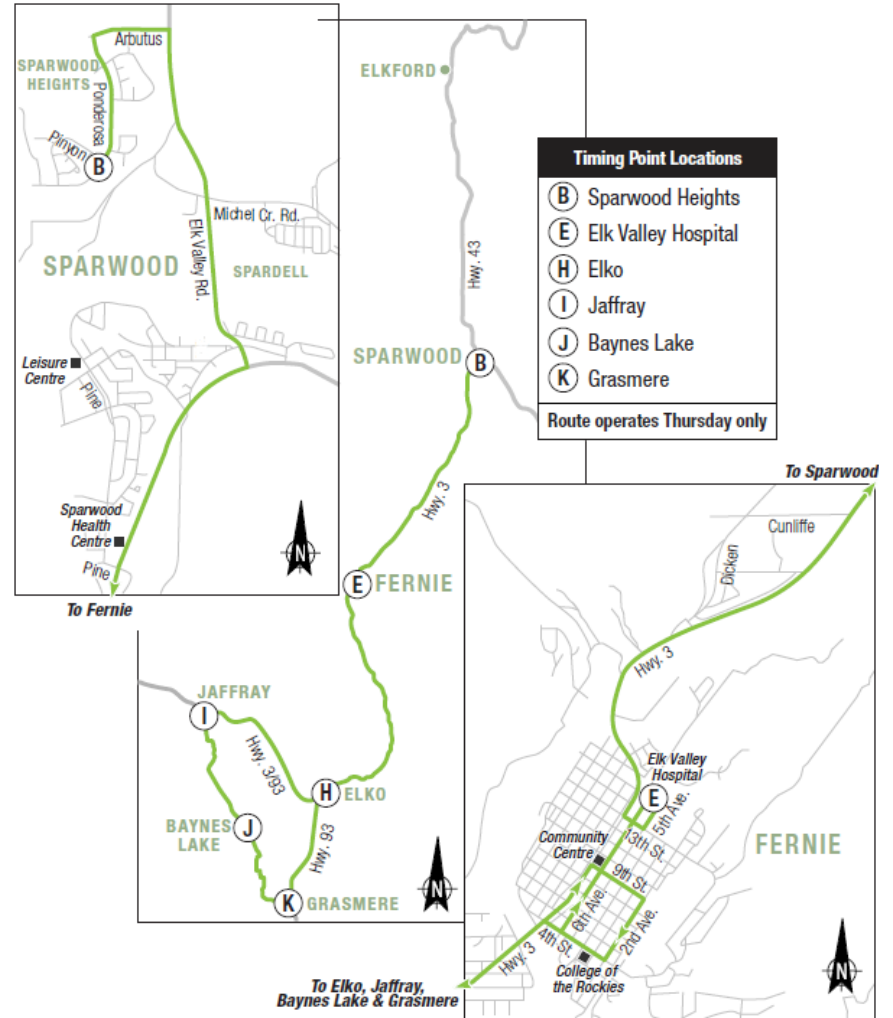 Arbutus
SPARWOOD
HEIGHTS
Ponderosa
Pinyon
B
Michel Cr. Rd.
Elk Valley Rd.
SPARWOOD
SPARDELL
Leisure
Centre
Pine
Sparwood
Health
Centre
Pine
N
To Fernie
ELKFORD
Hwy. 43
SPARWOOD
B
Hwy. 3
E
FERNIE
JAFFRAY
I
Hwy. 3/93
H
ELKO
BAYNES
LAKE
J
Hwy. 93
K
GRASMERE
N
Timing Point Locations
B Sparwood Heights
E Elk Valley Hospital
H Elko
I Jaffray
J Baynes Lake
K Grasmere
Route operates Thursday only
To Sparwood
Cunliffe
Dicken
Hwy. 3
Elk Valley
Hospital
E
5th Ave.
13th St.
Community
Centre
FERNIE
9th St.
6th Ave.
2nd Ave.
4th St.
Hwy. 3
College of
the Rockies
N
To Elko, Jaffray,
Baynes Lake & Grasmere